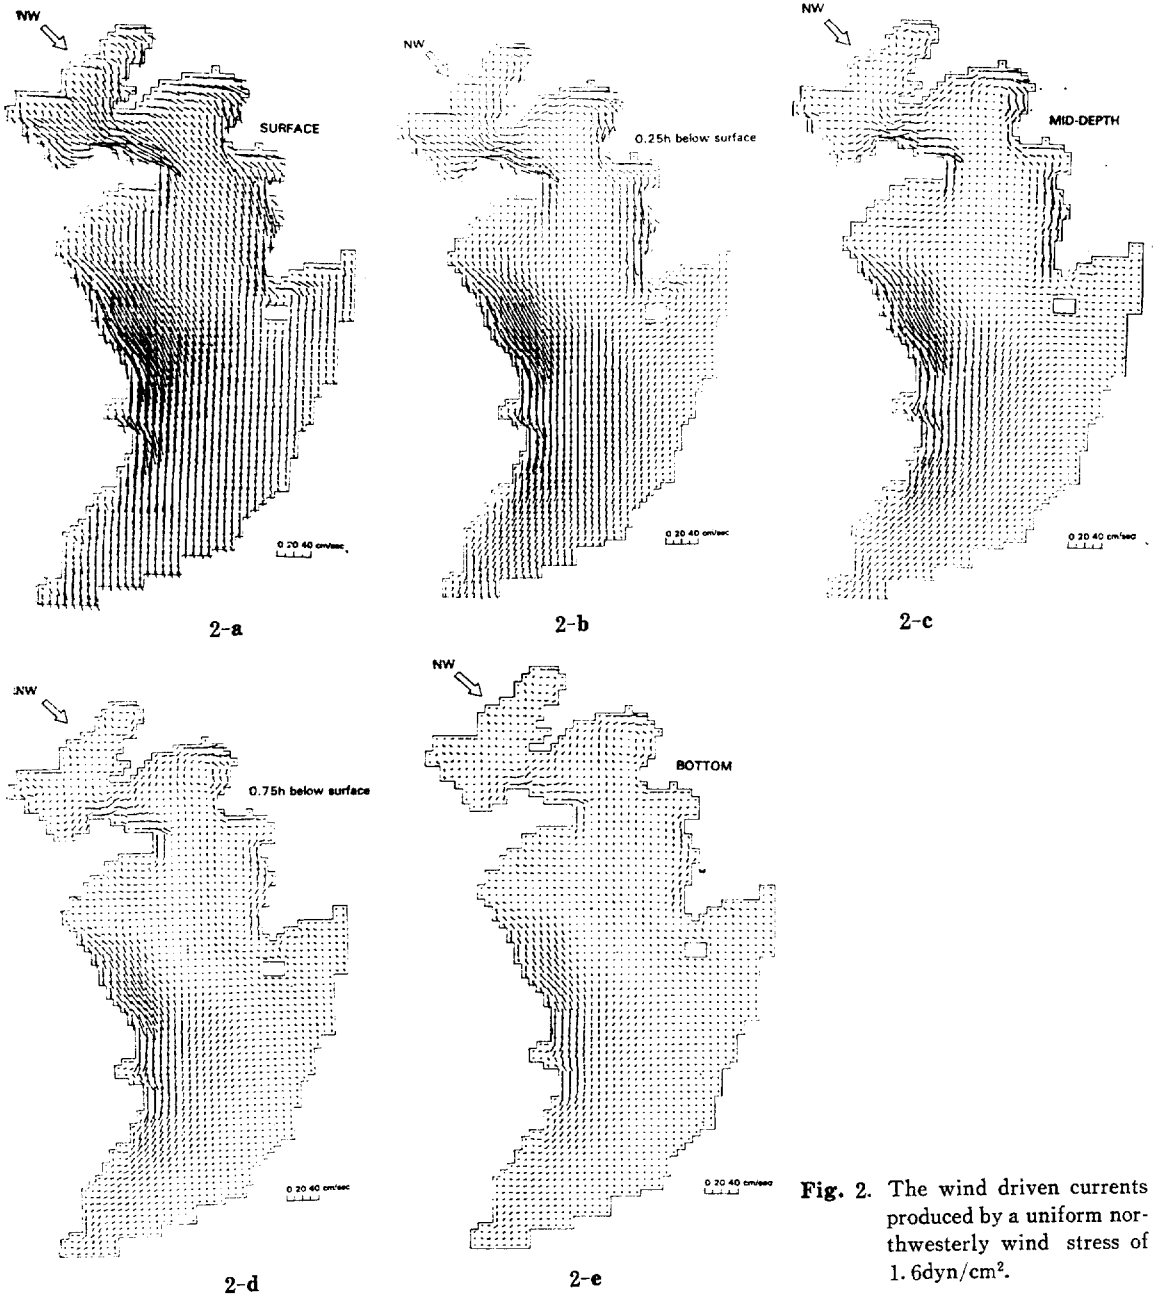 NW
SURFACE
0 20 40 cm/sec
2-a
NW
0.25h below surface
0 20 40 cm/sec
2-b
NW
MID-DEPTH
0 20 40 cm/sec
2-c
NW
0.75h below surface
0 20 40 cm/sec
2-d
NW
BOTTOM
0 20 40 cm/sec
2-e
Fig. 2. The wind driven currents
produced by a uniform nor-
thwesterly wind stress of
1.6dyn/cm².